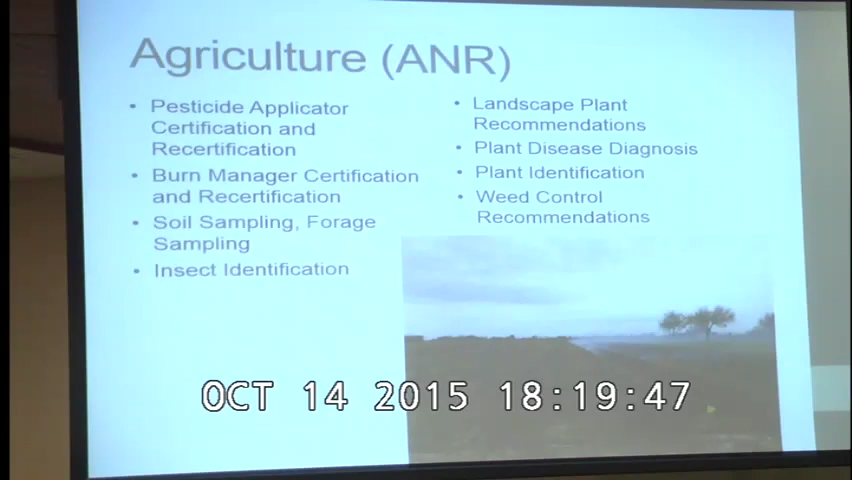 Agriculture (ANR)
• Pesticide Applicator
Certification and
Recertification
• Burn Manager Certification
and Recertification
• Soil Sampling, Forage
Sampling
• Insect Identification
• Landscape Plant
Recommendations
• Plant Disease Diagnosis
• Plant Identification
• Weed Control
Recommendations
OCT 14 2015 18:19:47